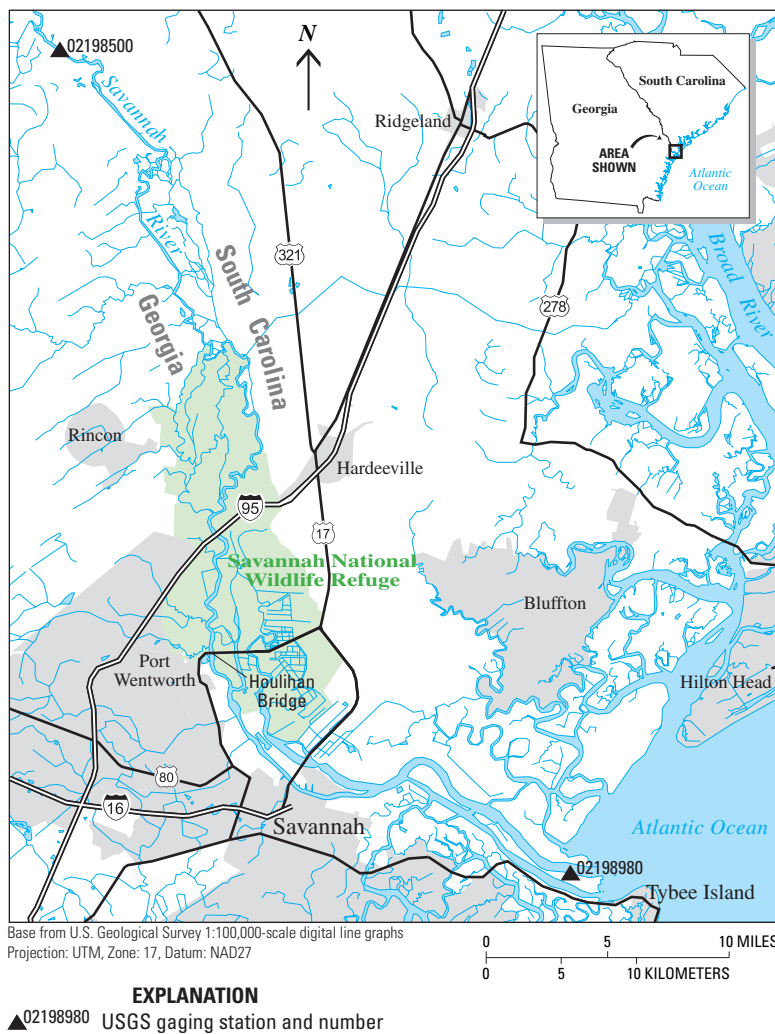 02198500
N
Savannah
River
Ridgeland
South Carolina
Georgia
AREA
SHOWN
Atlantic
Ocean
321
278
Broad River
Georgia
South Carolina
Rincon
Hardeeville
95
17
Savannah National
Wildlife Refuge
Bluffton
Port
Wentworth
Houlihan
Bridge
Hilton Head
80
16
Savannah
Atlantic Ocean
02198980
Tybee Island
Base from U.S. Geological Survey 1:100,000-scale digital line graphs
Projection: UTM, Zone: 17, Datum: NAD27
0 5 10 MILES
0 5 10 KILOMETERS
EXPLANATION
02198980 USGS gaging station and number